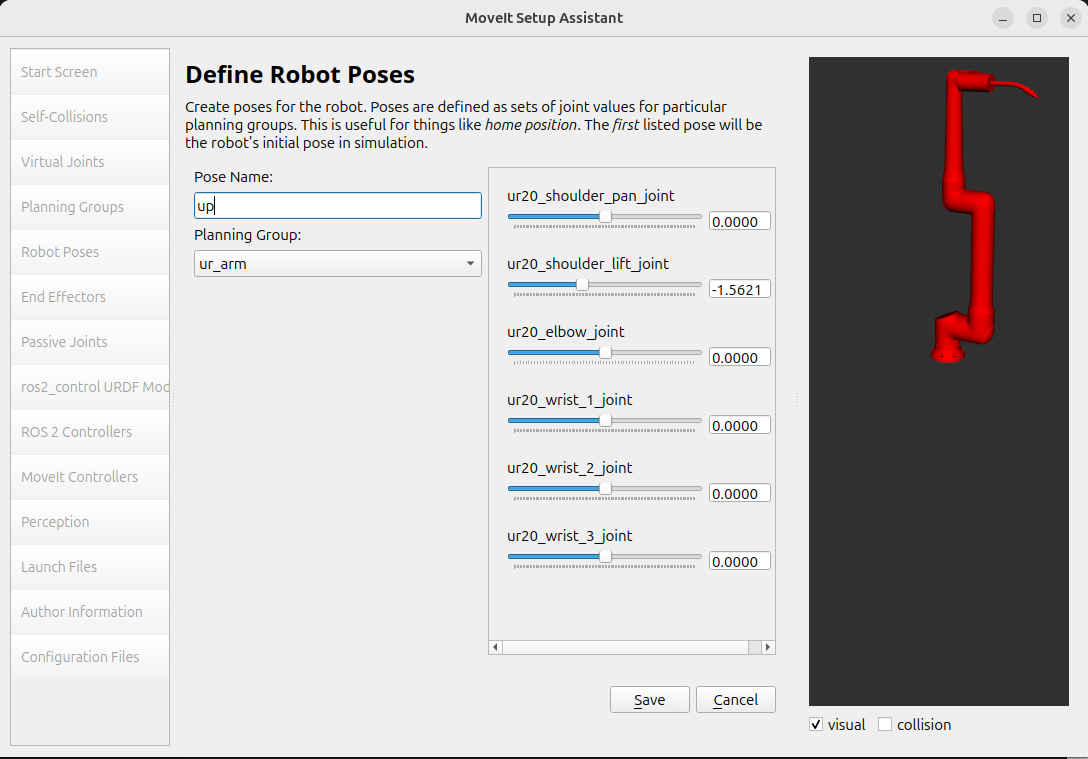 MoveIt Setup Assistant
Start Screen
Self-Collisions
Virtual Joints
Planning Groups
Robot Poses
End Effectors
Passive Joints
ros2_control URDF Moc
ROS 2 Controllers
MoveIt Controllers
Perception
Launch Files
Author Information
Configuration Files
Define Robot Poses
Create poses for the robot. Poses are defined as sets of joint values for particular
planning groups. This is useful for things like home position. The first listed pose will be
the robot's initial pose in simulation.
Pose Name:
up
Planning Group:
ur_arm
ur20_shoulder_pan_joint
0.0000
ur20_shoulder_lift_joint
-1.5621
ur20_elbow_joint
0.0000
ur20_wrist_1_joint
0.0000
ur20_wrist_2_joint
0.0000
ur20_wrist_3_joint
0.0000
Save
Cancel
visual
collision